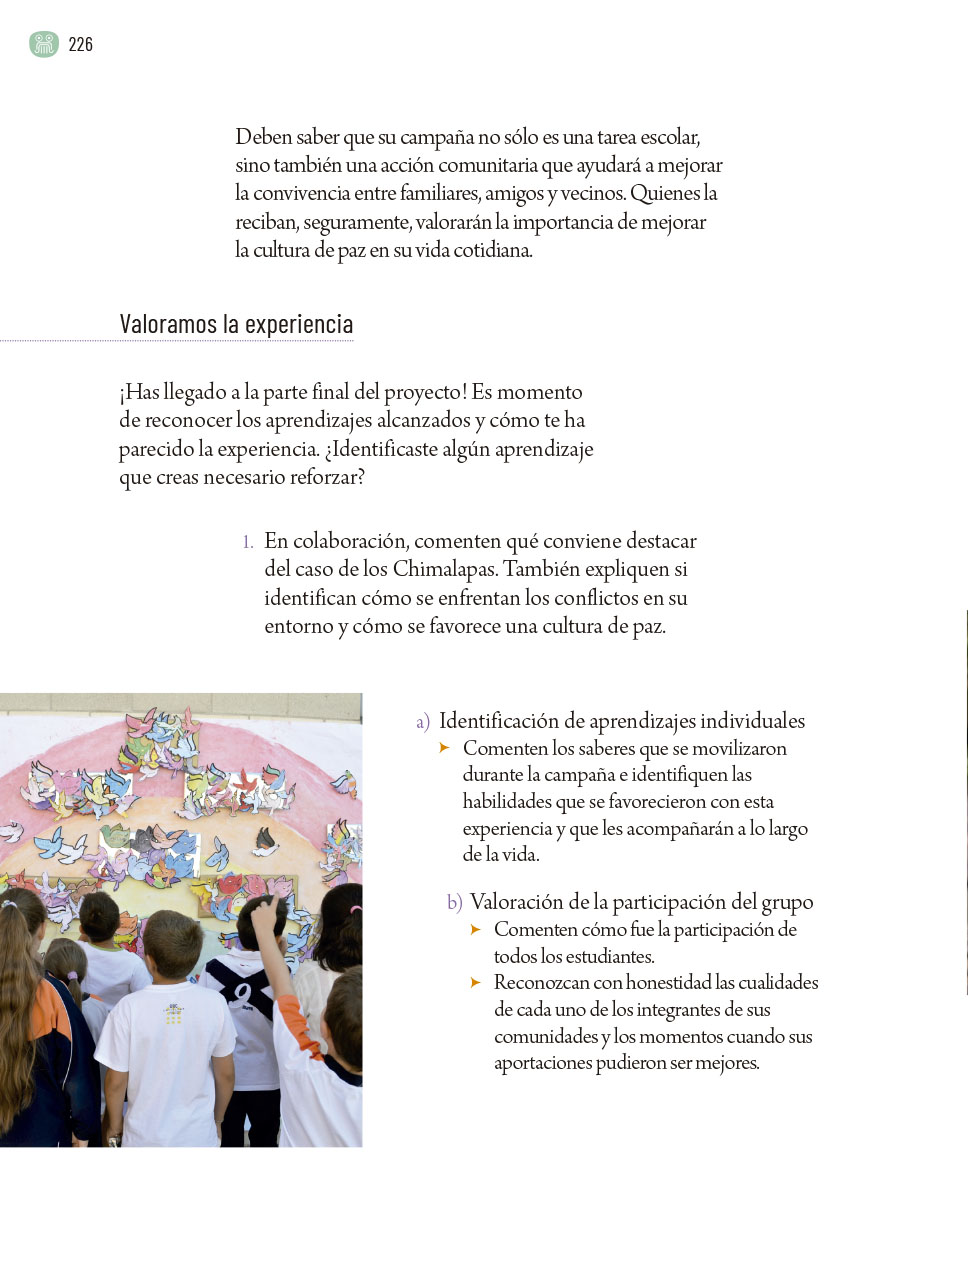 226
Deben saber que su campaña no sólo es una tarea escolar,
sino también una acción comunitaria que ayudará a mejorar
la convivencia entre familiares, amigos y vecinos. Quienes la
reciban, seguramente, valorarán la importancia de mejorar
la cultura de paz en su vida cotidiana.
Valoramos la experiencia
¡Has llegado a la parte final del proyecto! Es momento
de reconocer los aprendizajes alcanzados y cómo te ha
parecido la experiencia. ¿Identificaste algún aprendizaje
que creas necesario reforzar?
1. En colaboración, comenten qué conviene destacar
del caso de los Chimalapas. También expliquen si
identifican cómo se enfrentan los conflictos en su
entorno y cómo se favorece una cultura de paz.
a) Identificación de aprendizajes individuales
➤ Comenten los saberes que se movilizaron
durante la campaña e identifiquen las
habilidades que se favorecieron con esta
experiencia y que les acompañarán a lo largo
de la vida.
b) Valoración de la participación del grupo
➤ Comenten cómo fue la participación de
todos los estudiantes.
➤ Reconozcan con honestidad las cualidades
de cada uno de los integrantes de sus
comunidades y los momentos cuando sus
aportaciones pudieron ser mejores.